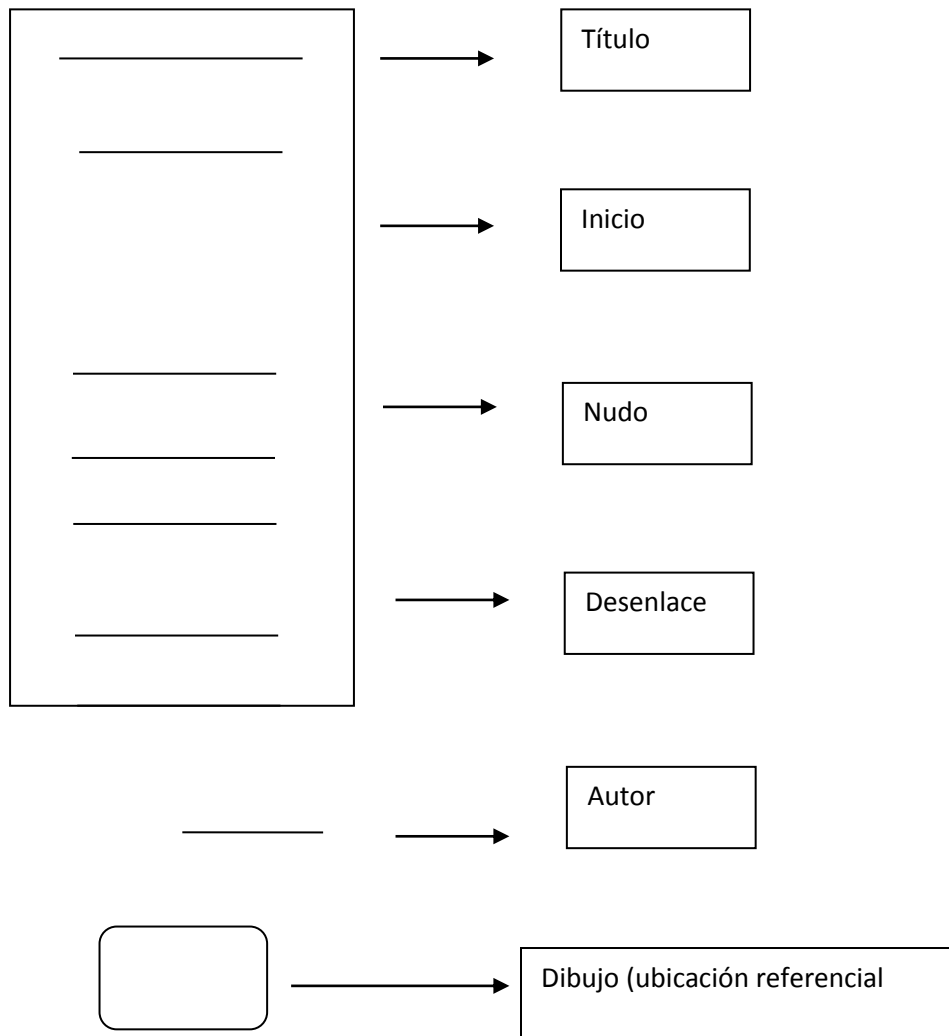 Título
Inicio
Nudo
Desenlace
Autor
Dibujo (ubicación referencial